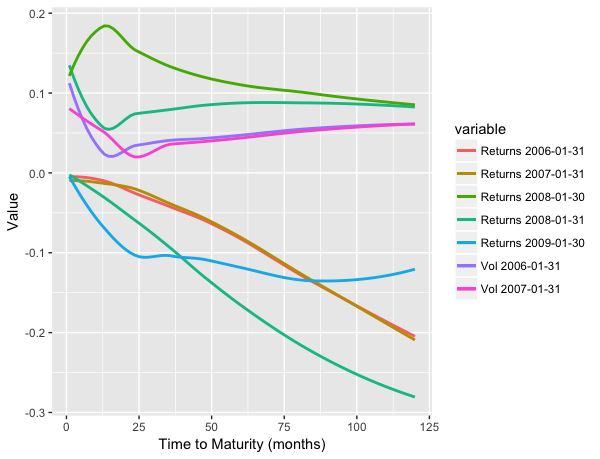 0.2
0.1
0.0
-0.1
-0.2
-0.3
Value
0 25 50 75 100 125
Time to Maturity (months)
variable
Returns 2006-01-31
Returns 2007-01-31
Returns 2008-01-30
Returns 2008-01-31
Returns 2009-01-30
Vol 2006-01-31
Vol 2007-01-31